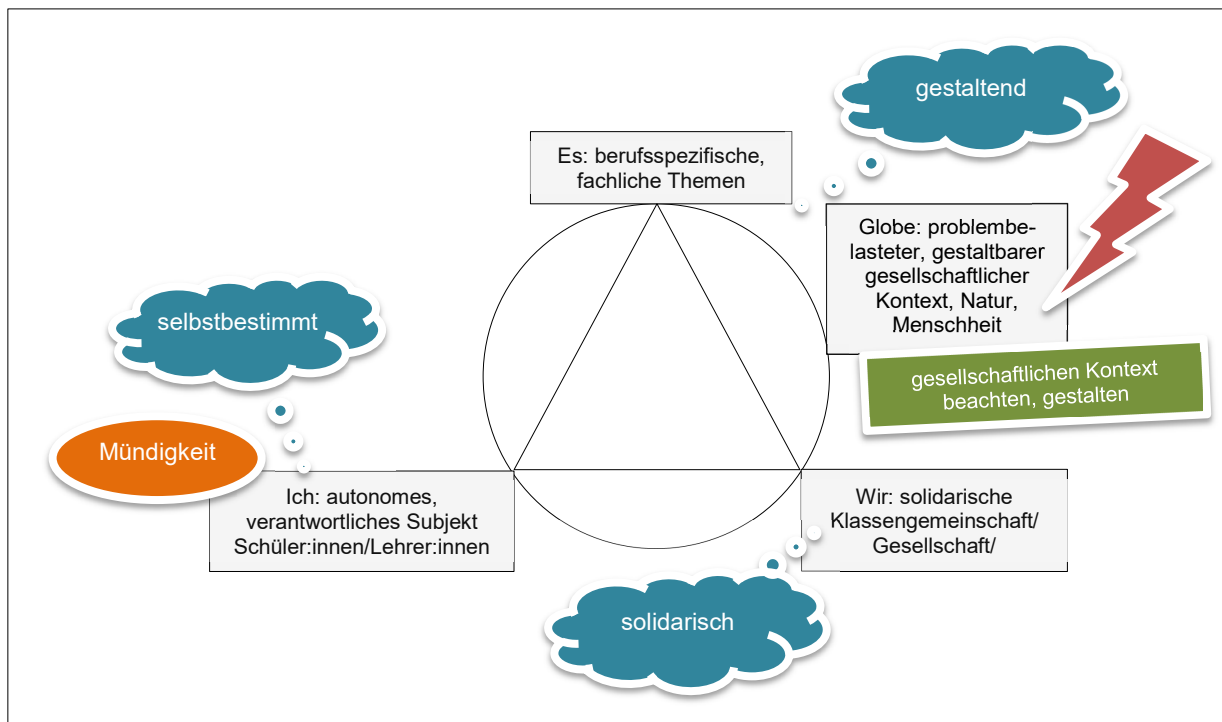 gestaltend
Es: berufsspezifische,
fachliche Themen
Globe: problembe-
lasteter, gestaltbarer
gesellschaftlicher
Kontext, Natur,
Menschheit
selbstbestimmt
gesellschaftlichen Kontext
beachten, gestalten
Mündigkeit
Ich: autonomes,
verantwortliches Subjekt
Schüler:innen/Lehrer:innen
Wir: solidarische
Klassengemeinschaft/
Gesellschaft/
solidarisch